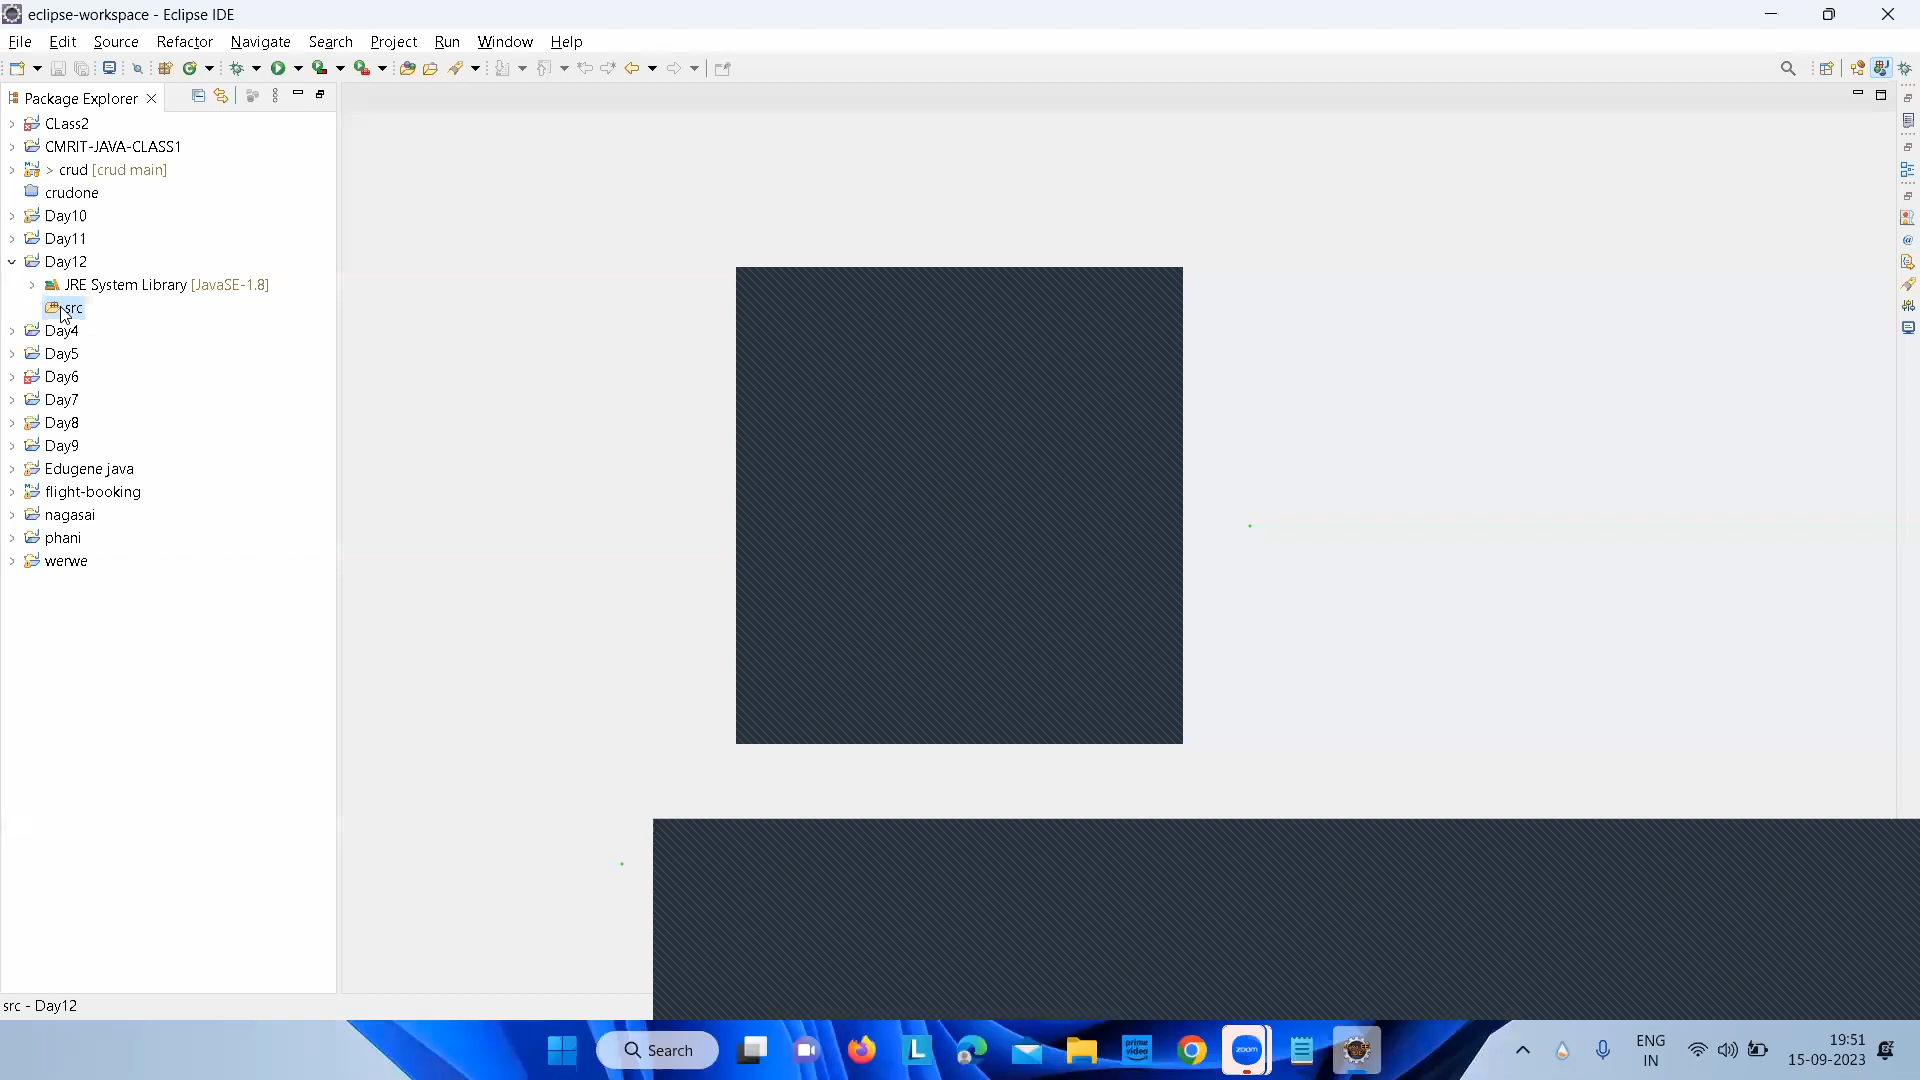 eclipse-workspace - Eclipse IDE
File Edit Source Refactor Navigate Search Project Run Window Help
Package Explorer
CLass2
CMRIT-JAVA-CLASS1
> crud [crud main]
crudone
Day10
Day11
Day12
JRE System Library [JavaSE-1.8]
src
Day4
Day5
Day6
Day7
Day8
Day9
Edugene java
flight-booking
nagasai
phani
werwe
src - Day12
Search
L
prime video
zoom
ENG
IN
19:51
15-09-2023